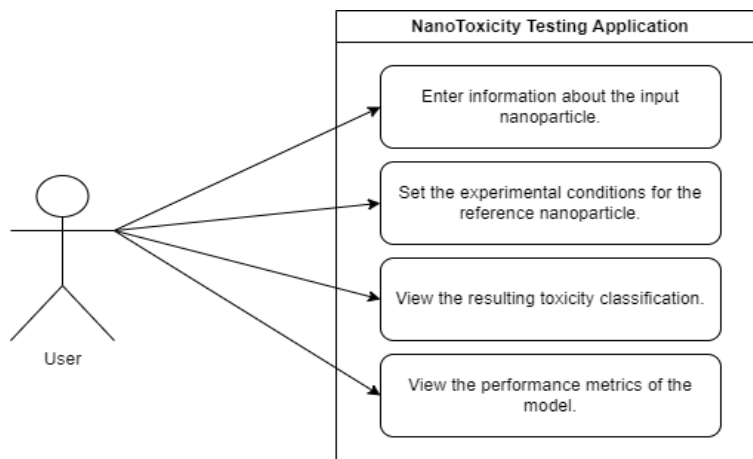 NanoToxicity Testing Application
Enter information about the input
nanoparticle.
Set the experimental conditions for the
reference nanoparticle.
View the resulting toxicity classification.
View the performance metrics of the
model.
User